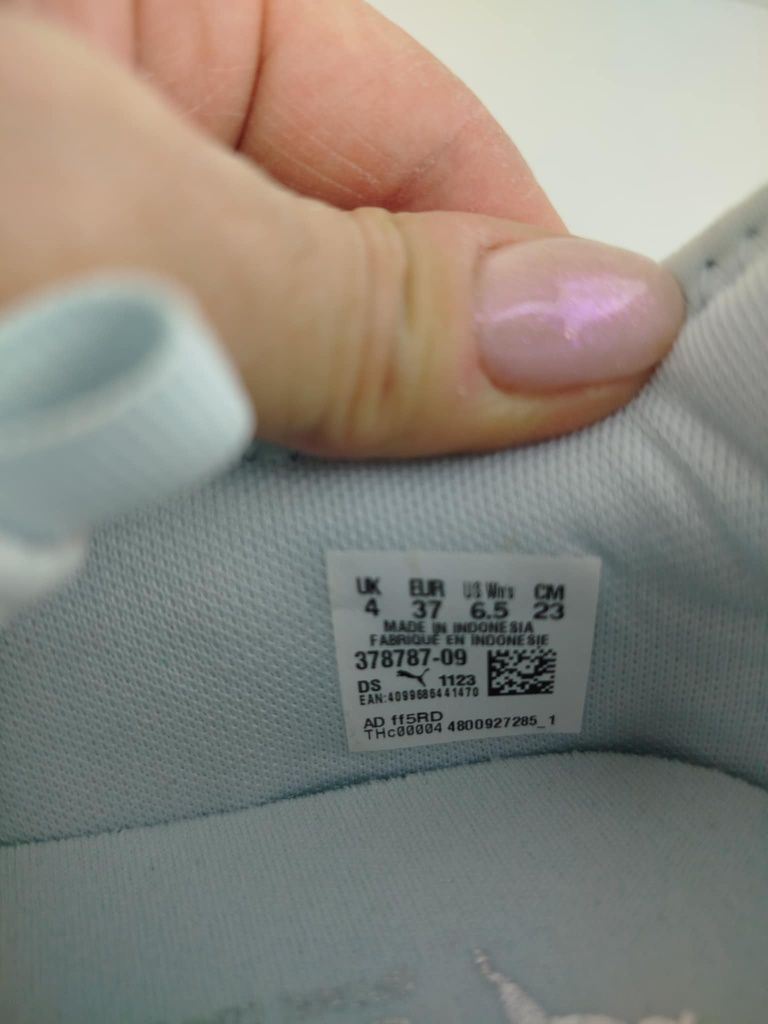 UK EUR US Wn's CM
4 37 6.5 23
MADE IN INDONESIA
FABRIQUÉ EN INDONESIE
378787-09
DS 1123
EAN:4099686441470
AD ff5RD
THc00004 4800927285_1